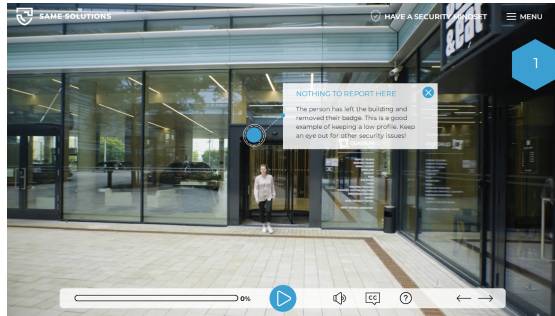 SAME SOLUTIONS
HAVE A SECURITY MINDSET
MENU
1
NOTHING TO REPORT HERE
The person has left the building and
removed their badge. This is a good
example of keeping a low profile. Keep
an eye out for other security issues!
0%
CC
?